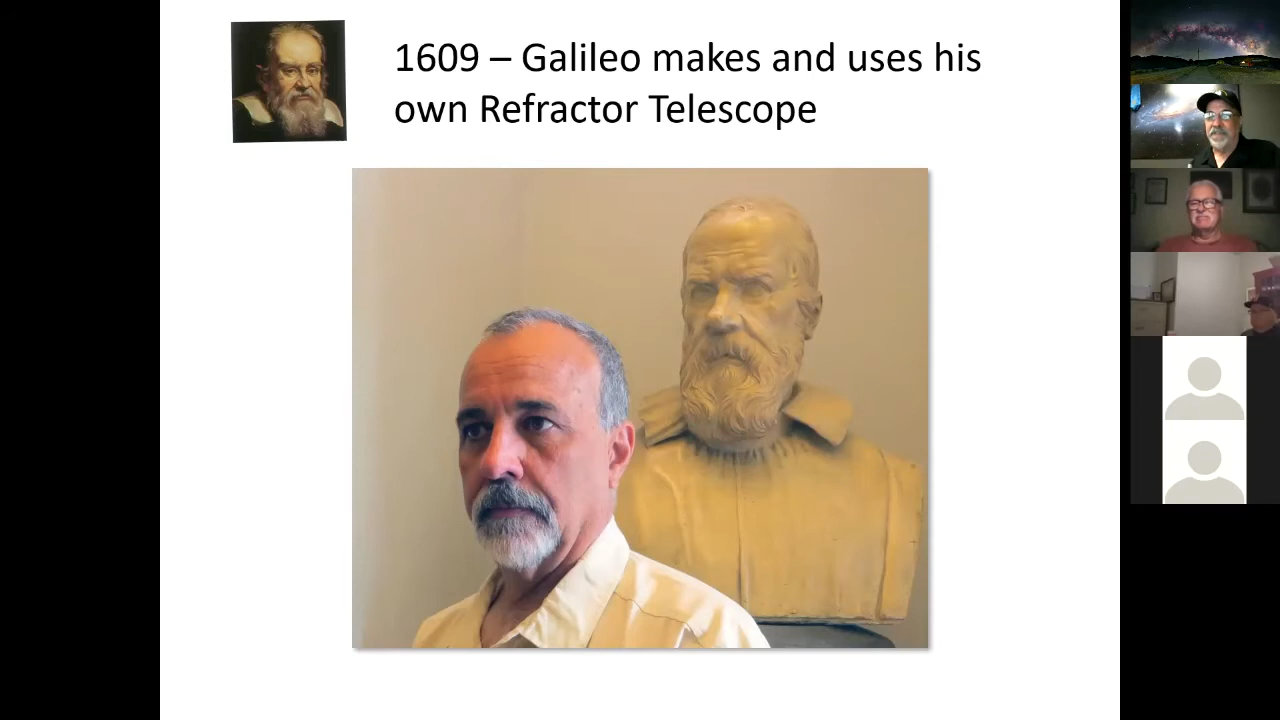 1609 – Galileo makes and uses his
own Refractor Telescope